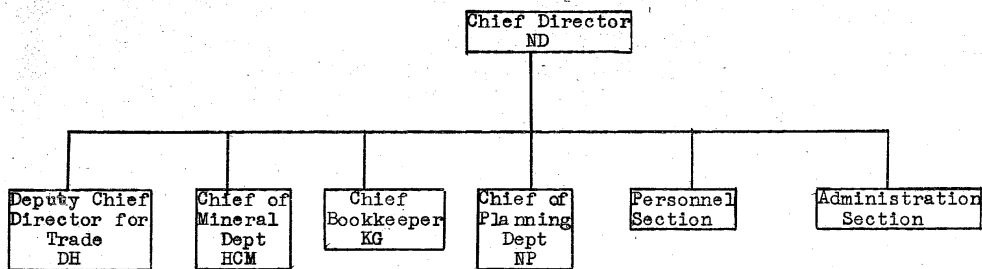 Chief Director
ND
Deputy Chief
Director for
Trade
DH
Chief of
Mineral
Dept
HCM
Chief
Bookkeeper
KG
Chief of
Planning
Dept
NP
Personnel
Section
Administration
Section